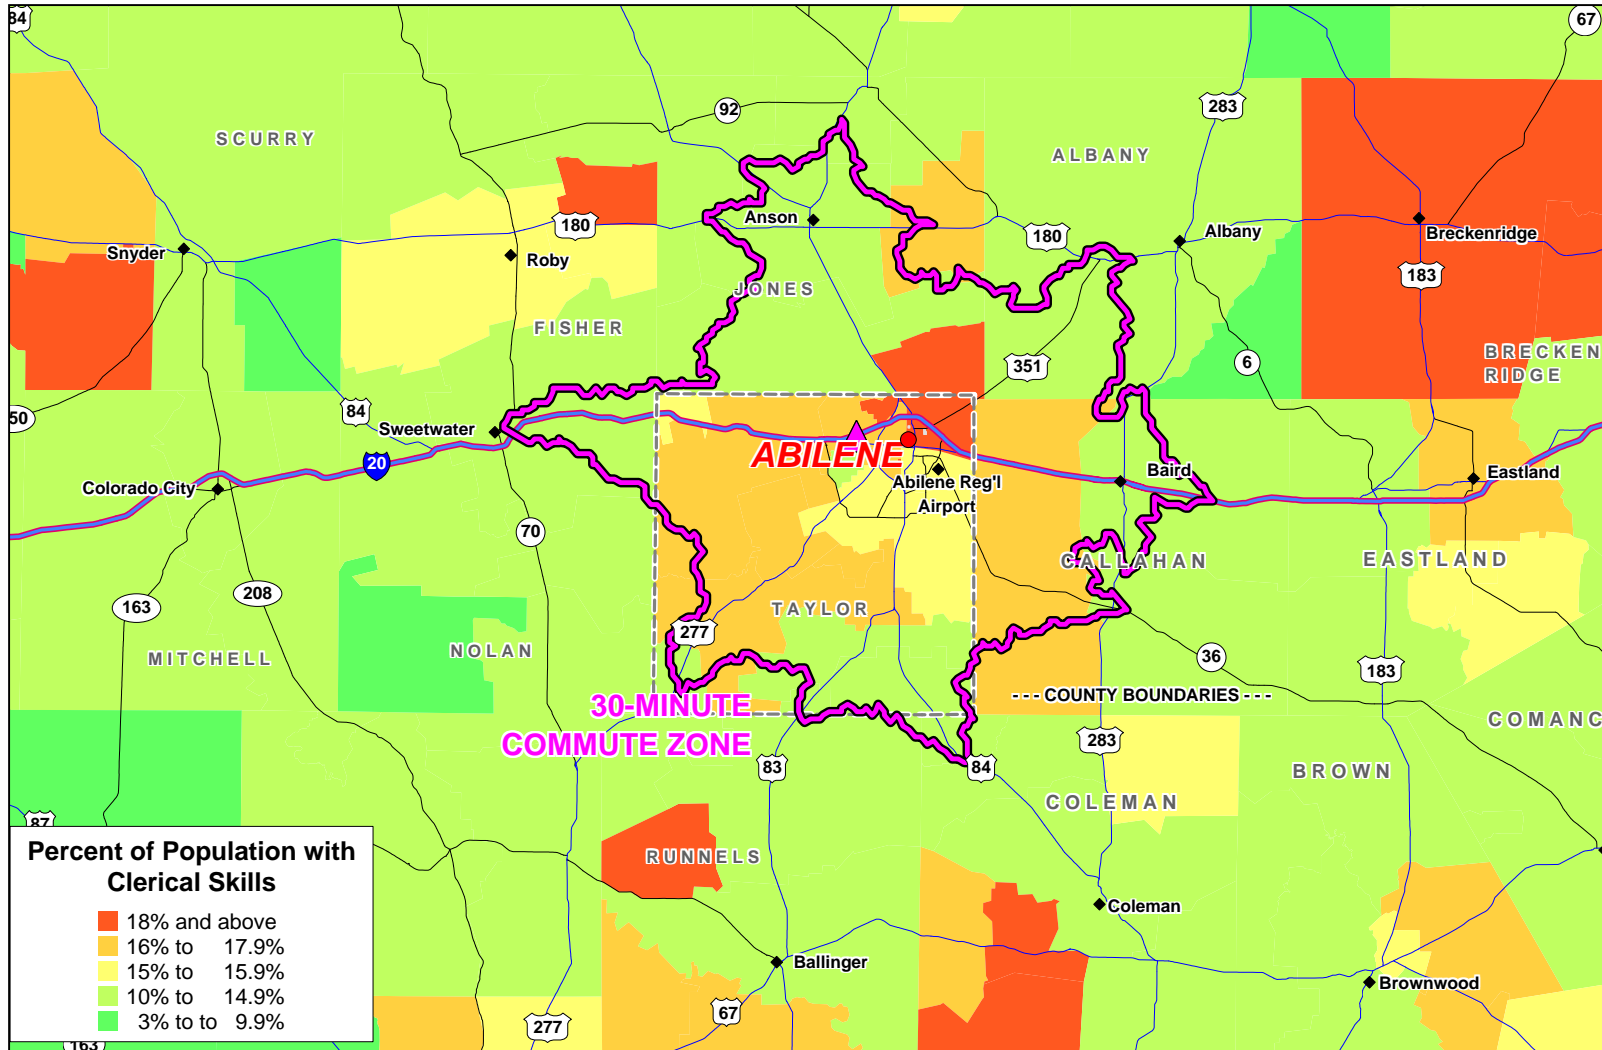 84
67
92
283
SCURRY
ALBANY
180
Anson
180
Albany
Breckenridge
Snyder
Roby
183
JONES
FISHER
351
6
BRECKEN
RIDGE
50
84
Sweetwater
20
ABILENE
Baird
Eastland
Colorado City
Abilene Reg'l
Airport
70
CALLAHAN
EASTLAND
163
208
TAYLOR
277
MITCHELL
NOLAN
36
183
30-MINUTE
COMMUTE ZONE
--- COUNTY BOUNDARIES ---
COMANC
283
83
84
BROWN
COLEMAN
87
RUNNELS
Percent of Population with
Clerical Skills
18% and above
16% to 17.9%
15% to 15.9%
10% to 14.9%
3% to to 9.9%
Coleman
Ballinger
Brownwood
67
277
163